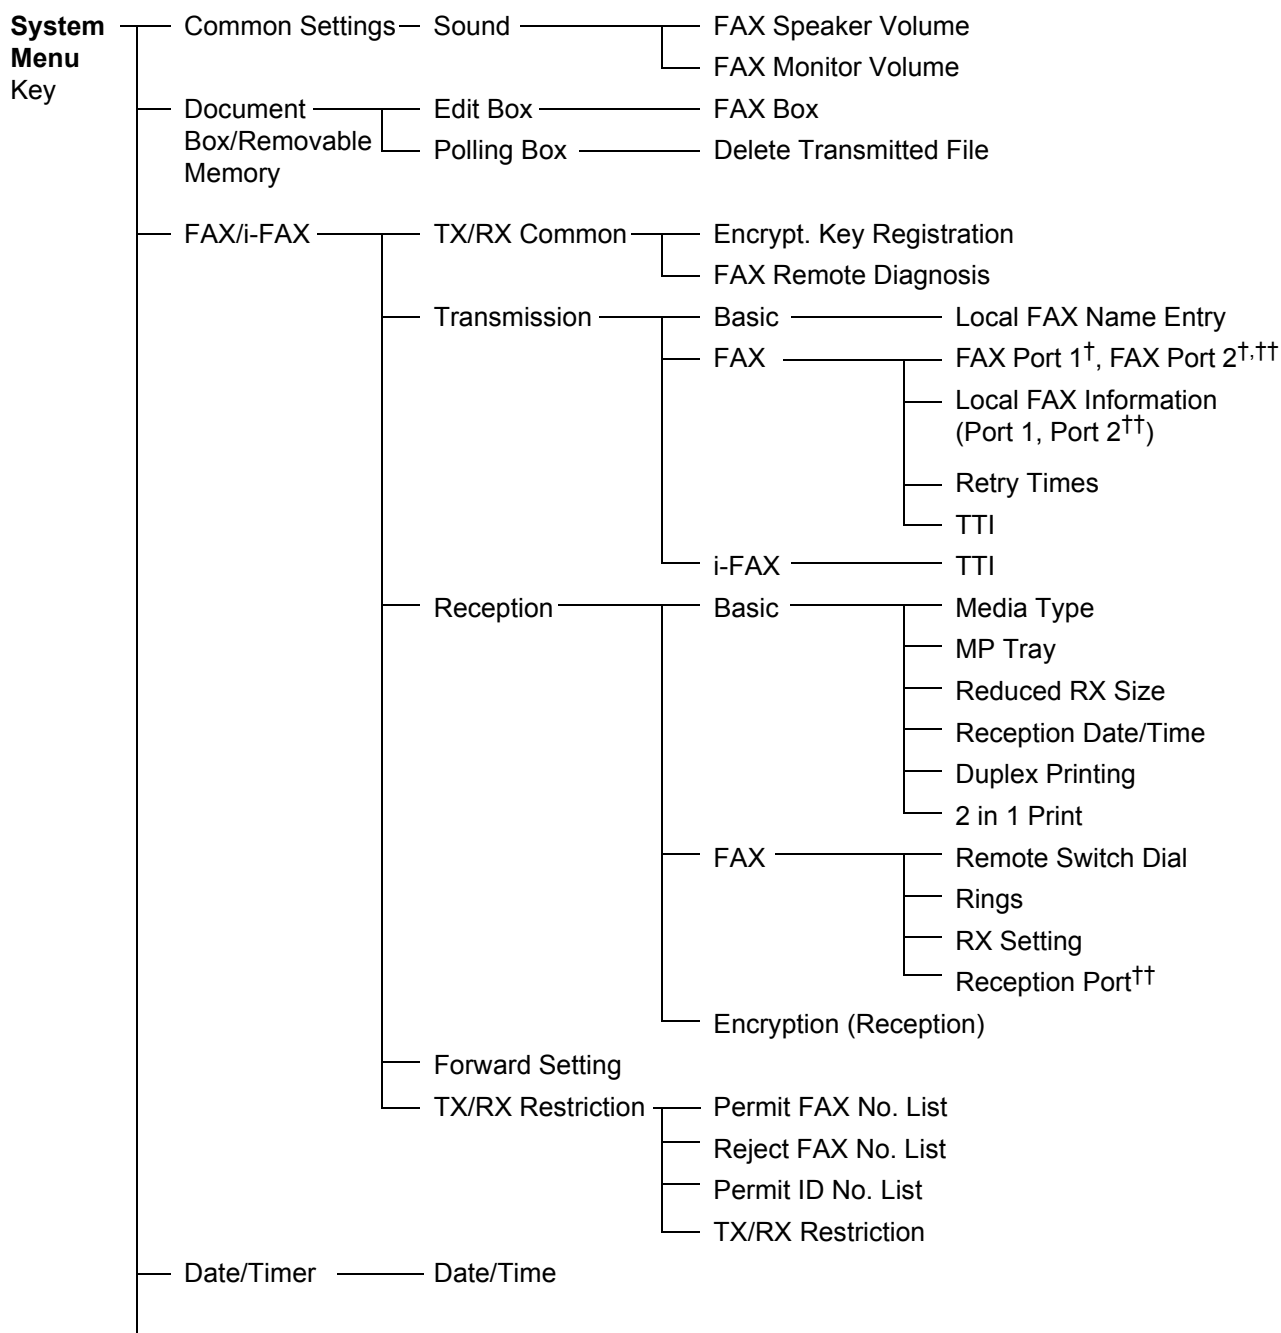 System Menu Key
Common Settings
Sound
FAX Speaker Volume
FAX Monitor Volume
Document Box/Removable Memory
Edit Box
FAX Box
Polling Box
Delete Transmitted File
FAX/i-FAX
TX/RX Common
Encrypt. Key Registration
FAX Remote Diagnosis
Transmission
Basic
Local FAX Name Entry
FAX
FAX Port 1†, FAX Port 2†,††
Local FAX Information
(Port 1, Port 2††)
Retry Times
TTI
i-FAX
TTI
Reception
Basic
Media Type
MP Tray
Reduced RX Size
Reception Date/Time
Duplex Printing
2 in 1 Print
FAX
Remote Switch Dial
Rings
RX Setting
Reception Port††
Encryption (Reception)
Forward Setting
TX/RX Restriction
Permit FAX No. List
Reject FAX No. List
Permit ID No. List
TX/RX Restriction
Date/Timer
Date/Time